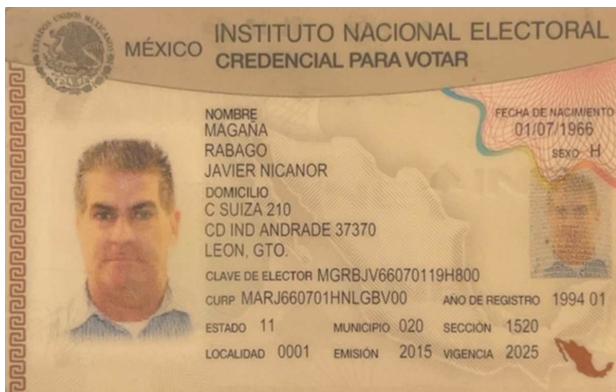 MÉXICO
INSTITUTO NACIONAL ELECTORAL
CREDENCIAL PARA VOTAR
NOMBRE
MAGAÑA
RABAGO
JAVIER NICANOR
FECHA DE NACIMIENTO
01/07/1966
SEXO H
DOMICILIO
C SUIZA 210
CD IND ANDRADE 37370
LEON, GTO.
CLAVE DE ELECTOR MGRBJV66070119H800
CURP MARJ660701HNLGBV00 AÑO DE REGISTRO 1994 01
ESTADO 11 MUNICIPIO 020 SECCIÓN 1520
LOCALIDAD 0001 EMISIÓN 2015 VIGENCIA 2025